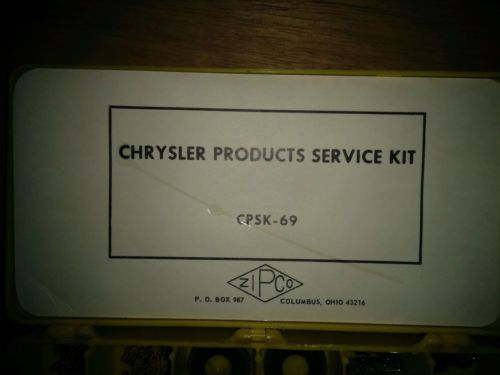 CHRYSLER PRODUCTS SERVICE KIT
CPSK-69
ZIPCO
P. O. BOX 987 COLUMBUS, OHIO 43216